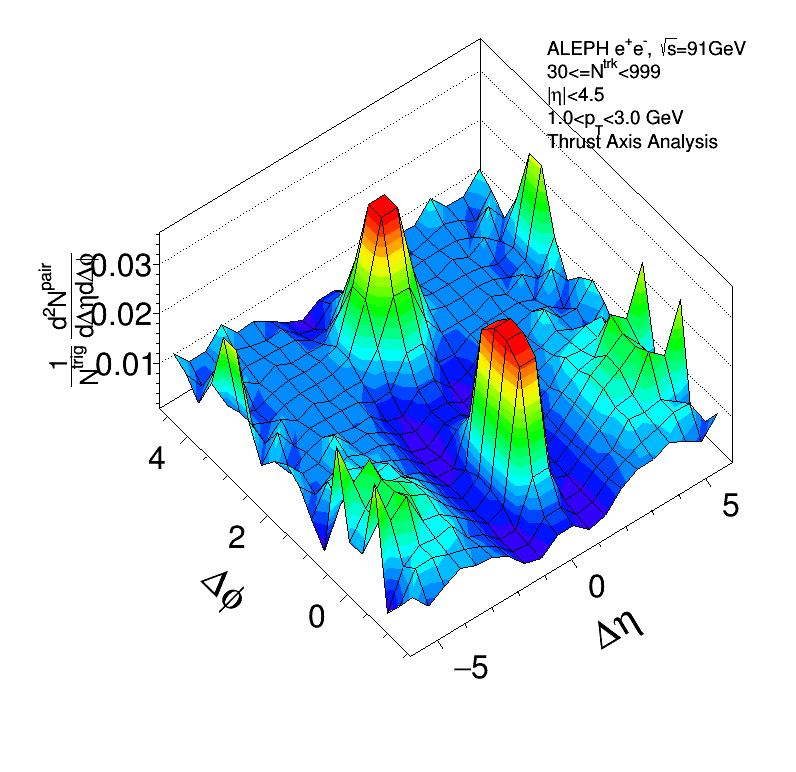 ALEPH e⁺e⁻, √s=91GeV
30<=Nᵗʳᵏ<999
|η|<4.5
1.0<p_T<3.0 GeV
Thrust Axis Analysis
1/N^trig d²N^pair/dΔηdΔφ
0.03
0.02
0.01
4
2
0
Δφ
−5
0
5
Δη